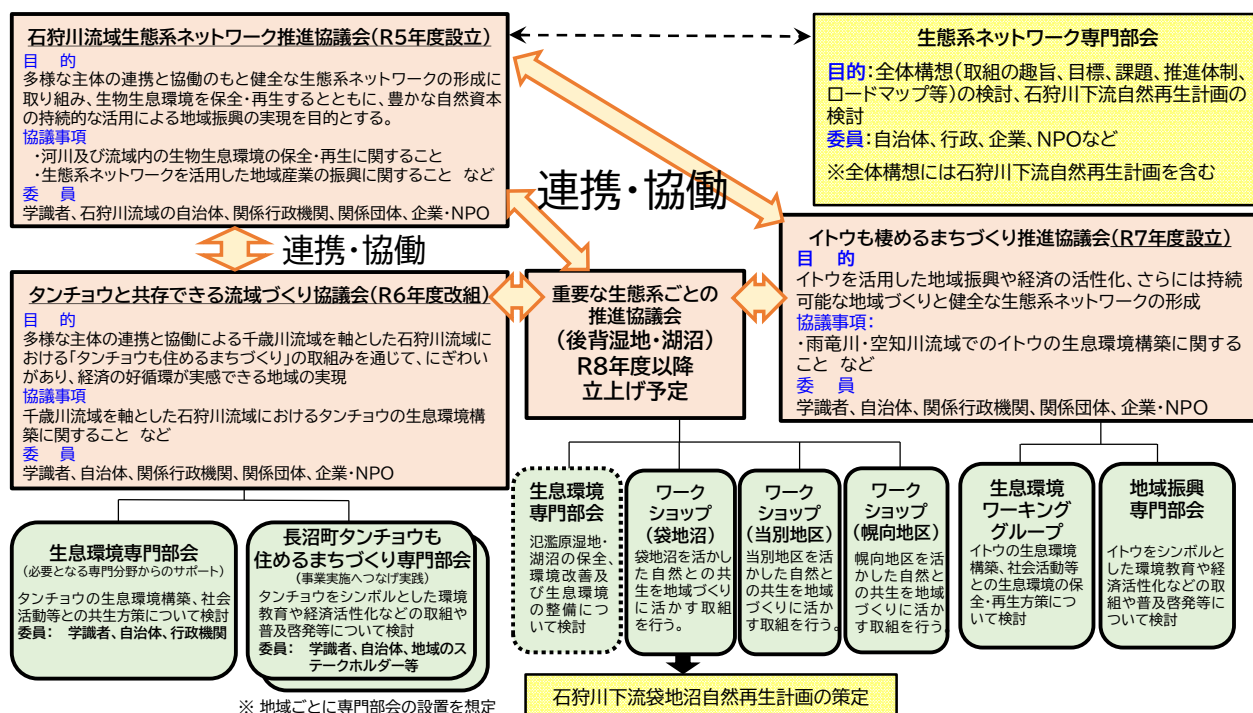 石狩川流域生態系ネットワーク推進協議会(R5年度設立)
目　的
多様な主体の連携と協働のもと健全な生態系ネットワークの形成に
取り組み、生物生息環境を保全・再生するとともに、豊かな自然資本
の持続的な活用による地域振興の実現を目的とする。
協議事項
・河川及び流域内の生物生息環境の保全・再生に関すること
・生態系ネットワークを活用した地域産業の振興に関すること など
委　員
学識者、石狩川流域の自治体、関係行政機関、関係団体、企業・NPO
生態系ネットワーク専門部会
目的:全体構想(取組の趣旨、目標、課題、推進体制、
ロードマップ等)の検討、石狩川下流自然再生計画の
検討
委員:自治体、行政、企業、NPOなど
※全体構想には石狩川下流自然再生計画を含む
連携・協働
連携・協働
タンチョウと共存できる流域づくり協議会(R6年度改組)
目　的
多様な主体の連携と協働による千歳川流域を軸とした石狩川流域に
おける「タンチョウも住めるまちづくり」の取組みを通じて、にぎわい
があり、経済の好循環が実感できる地域の実現
協議事項
千歳川流域を軸とした石狩川流域におけるタンチョウの生息環境構
築に関すること など
委　員
学識者、自治体、関係行政機関、関係団体、企業・NPO
重要な生態系ごとの
推進協議会
(後背湿地・湖沼)
R8年度以降
立上げ予定
イトウも棲めるまちづくり推進協議会(R7年度設立)
目　的
イトウを活用した地域振興や経済の活性化、さらには持続
可能な地域づくりと健全な生態系ネットワークの形成
協議事項:
・雨竜川・空知川流域でのイトウの生息環境構築に関する
こと など
委　員
学識者、自治体、関係行政機関、関係団体、企業・NPO
生息環境専門部会
(必要となる専門分野からのサポート)
タンチョウの生息環境構築、社会
活動等との共生方策について検討
委員:　学識者、自治体、行政機関
長沼町タンチョウも
住めるまちづくり専門部会
(事業実施へつなげ実践)
タンチョウをシンボルとした環境
教育や経済活性化などの取組や
普及啓発等について検討
委員:　学識者、自治体、地域のス
テークホルダー等
※ 地域ごとに専門部会の設置を想定
生息環境
専門部会
氾濫原湿地・
湖沼の保全、
環境改善及
び生息環境
の整備につ
いて検討
ワーク
ショップ
(袋地沼)
袋地沼を活かし
た自然との共
生を地域づくり
に活かす取組
を行う。
ワーク
ショップ
(当別地区)
当別地区を活
かした自然と
の共生を地域
づくりに活か
す取組を行う。
ワーク
ショップ
(幌向地区)
幌向地区を活
かした自然と
の共生を地域
づくりに活か
す取組を行う。
生息環境
ワーキング
グループ
イトウの生息環境
構築、社会活動等
との生息環境の保
全・再生方策につ
いて検討
地域振興
専門部会
イトウをシンボルと
した環境教育や経
済活性化などの取
組や普及啓発等に
ついて検討
石狩川下流袋地沼自然再生計画の策定